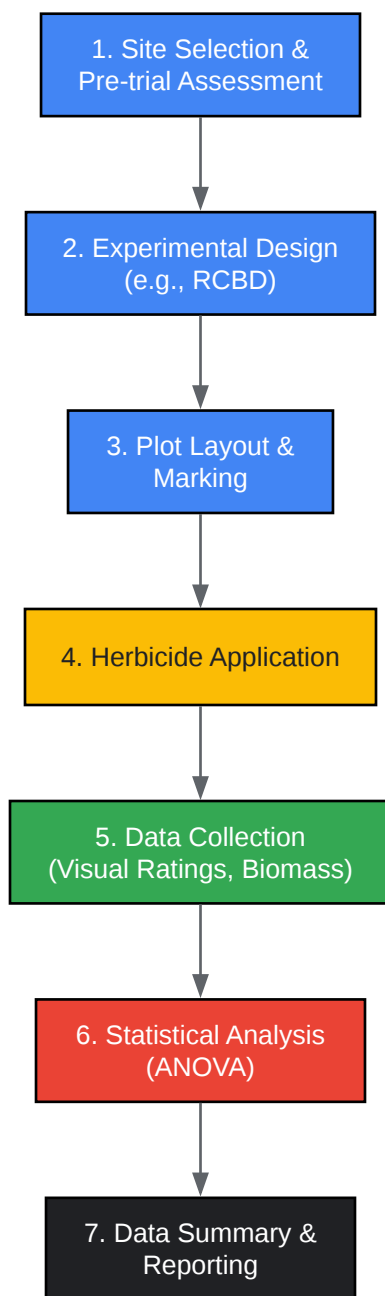 1. Site Selection &
Pre-trial Assessment
2. Experimental Design
(e.g., RCBD)
3. Plot Layout &
Marking
4. Herbicide Application
5. Data Collection
(Visual Ratings, Biomass)
6. Statistical Analysis
(ANOVA)
7. Data Summary &
Reporting